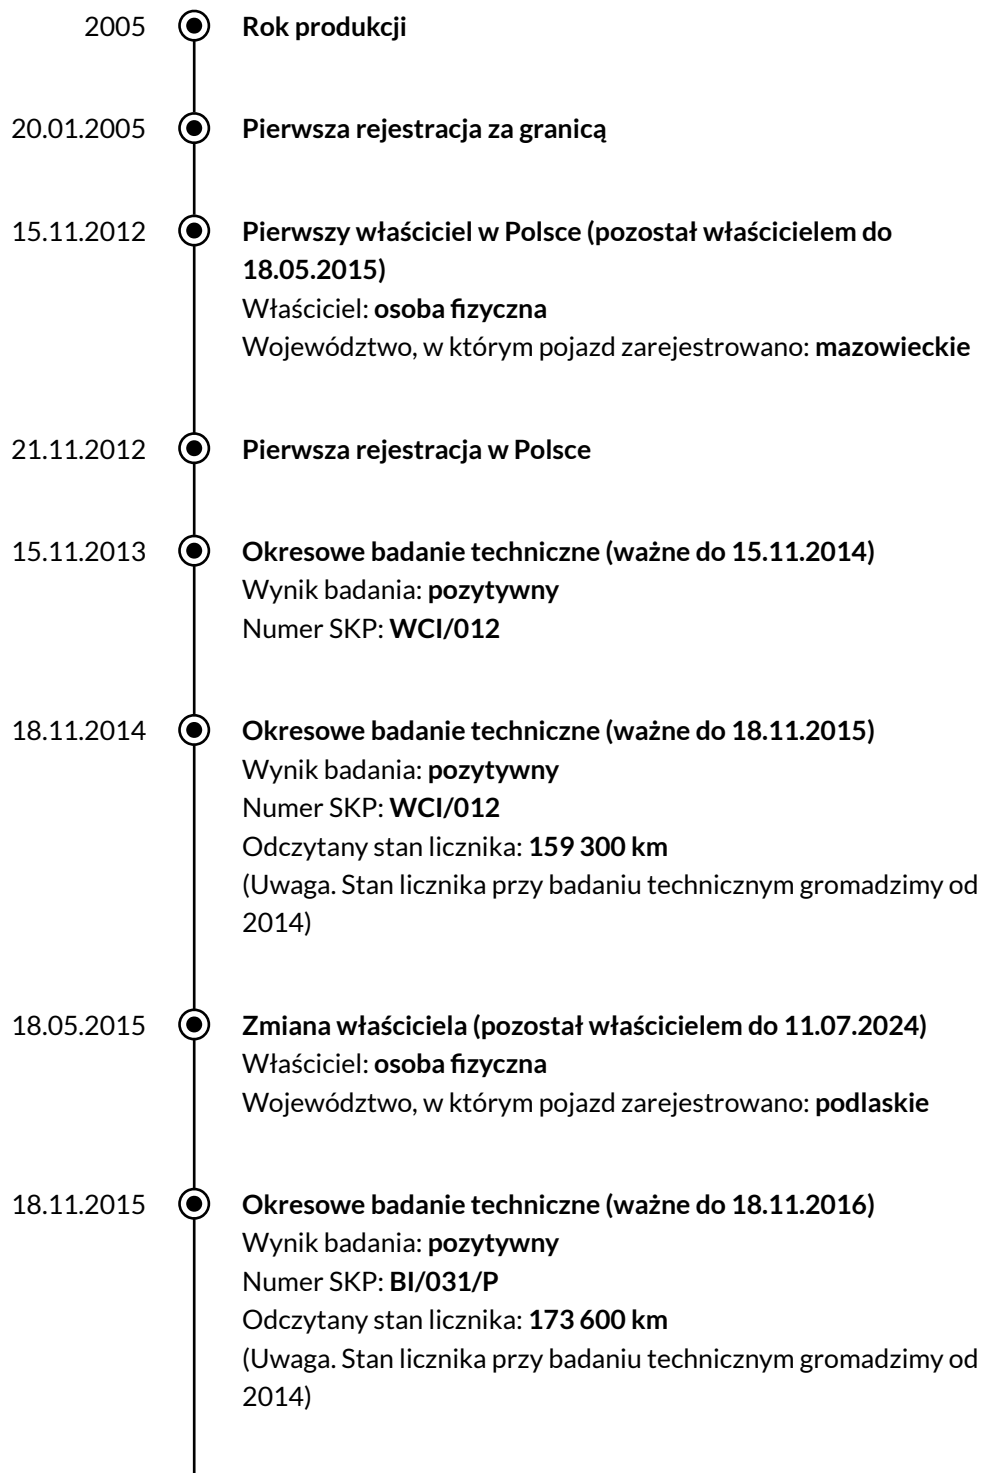 2005 Rok produkcji
20.01.2005 Pierwsza rejestracja za granicą
15.11.2012 Pierwszy właściciel w Polsce (pozostał właścicielem do
18.05.2015)
Właściciel: osoba fizyczna
Województwo, w którym pojazd zarejestrowano: mazowieckie
21.11.2012 Pierwsza rejestracja w Polsce
15.11.2013 Okresowe badanie techniczne (ważne do 15.11.2014)
Wynik badania: pozytywny
Numer SKP: WCI/012
18.11.2014 Okresowe badanie techniczne (ważne do 18.11.2015)
Wynik badania: pozytywny
Numer SKP: WCI/012
Odczytany stan licznika: 159 300 km
(Uwaga. Stan licznika przy badaniu technicznym gromadzimy od
2014)
18.05.2015 Zmiana właściciela (pozostał właścicielem do 11.07.2024)
Właściciel: osoba fizyczna
Województwo, w którym pojazd zarejestrowano: podlaskie
18.11.2015 Okresowe badanie techniczne (ważne do 18.11.2016)
Wynik badania: pozytywny
Numer SKP: BI/031/P
Odczytany stan licznika: 173 600 km
(Uwaga. Stan licznika przy badaniu technicznym gromadzimy od
2014)